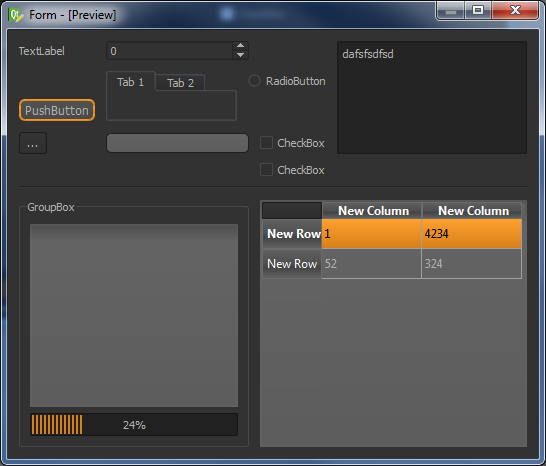 Form - [Preview]
TextLabel
0
dafsfsdfsd
Tab 1
Tab 2
RadioButton
PushButton
...
CheckBox
CheckBox
GroupBox
24%
New Column
New Column
New Row
1
4234
New Row
52
324